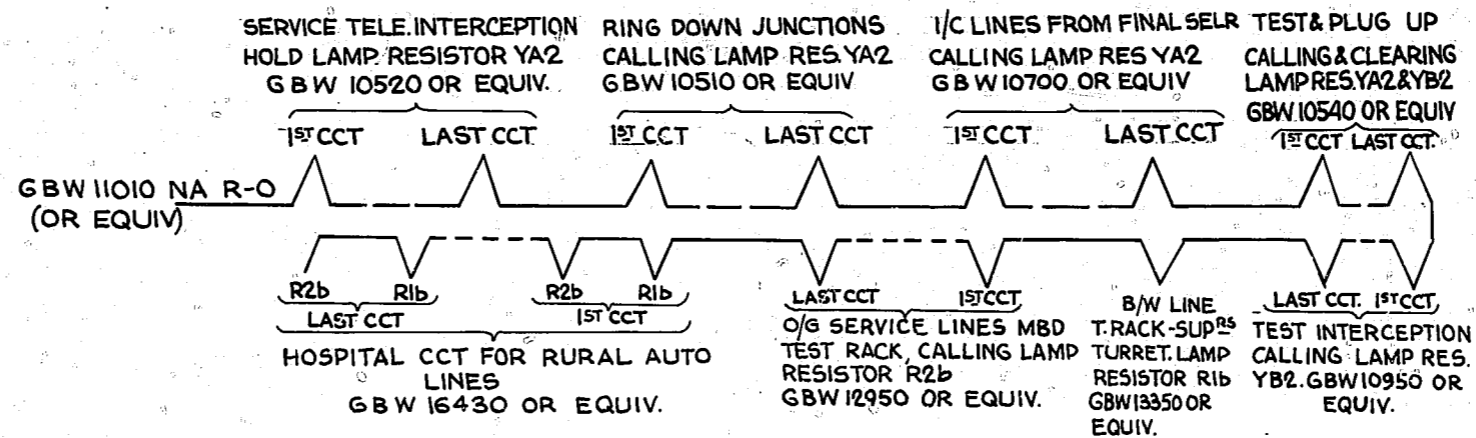 SERVICE TELE. INTERCEPTION
HOLD LAMP RESISTOR YA2
GBW 10520 OR EQUIV.
1ST CCT LAST CCT
RING DOWN JUNCTIONS
CALLING LAMP RES. YA2
GBW 10510 OR EQUIV
1ST CCT LAST CCT
I/C LINES FROM FINAL SELR
CALLING LAMP RES YA2
GBW 10700 OR EQUIV
1ST CCT LAST CCT
TEST & PLUG UP
CALLING & CLEARING
LAMP RES. YA2 & YB2
GBW 10540 OR EQUIV
1ST CCT LAST CCT.
GBW 11010 NA R-O
(OR EQUIV)
R2b R1b R2b R1b
LAST CCT 1ST CCT
HOSPITAL CCT FOR RURAL AUTO
LINES
GBW 16430 OR EQUIV.
LAST CCT 1ST CCT
O/G SERVICE LINES MBD
TEST RACK, CALLING LAMP
RESISTOR R2b
GBW 12950 OR EQUIV.
B/W LINE
T.RACK-SUPRS
TURRET. LAMP
RESISTOR R1b
GBW 13350 OR
EQUIV.
LAST CCT. 1ST CCT,
TEST INTERCEPTION
CALLING LAMP RES.
YB2. GBW 10950 OR
EQUIV.